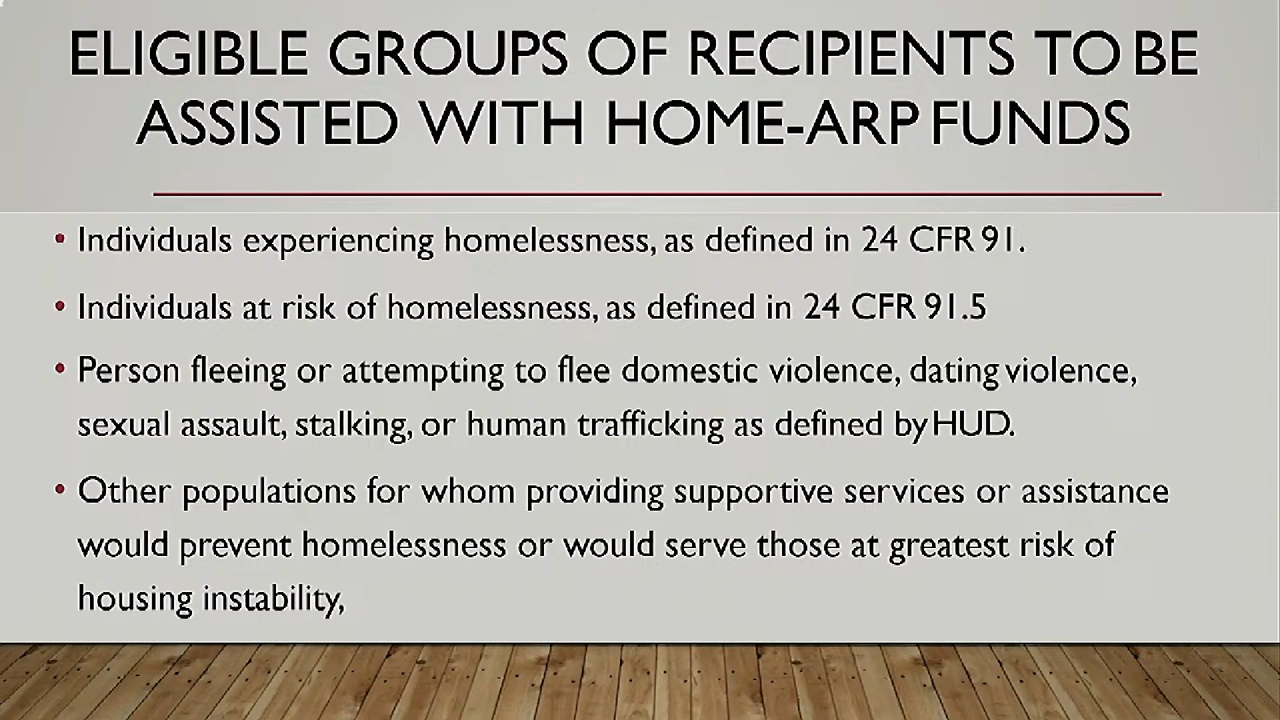 ELIGIBLE GROUPS OF RECIPIENTS TO BE
ASSISTED WITH HOME-ARP FUNDS
• Individuals experiencing homelessness, as defined in 24 CFR 91.
• Individuals at risk of homelessness, as defined in 24 CFR 91.5
• Person fleeing or attempting to flee domestic violence, dating violence,
sexual assault, stalking, or human trafficking as defined by HUD.
• Other populations for whom providing supportive services or assistance
would prevent homelessness or would serve those at greatest risk of
housing instability,